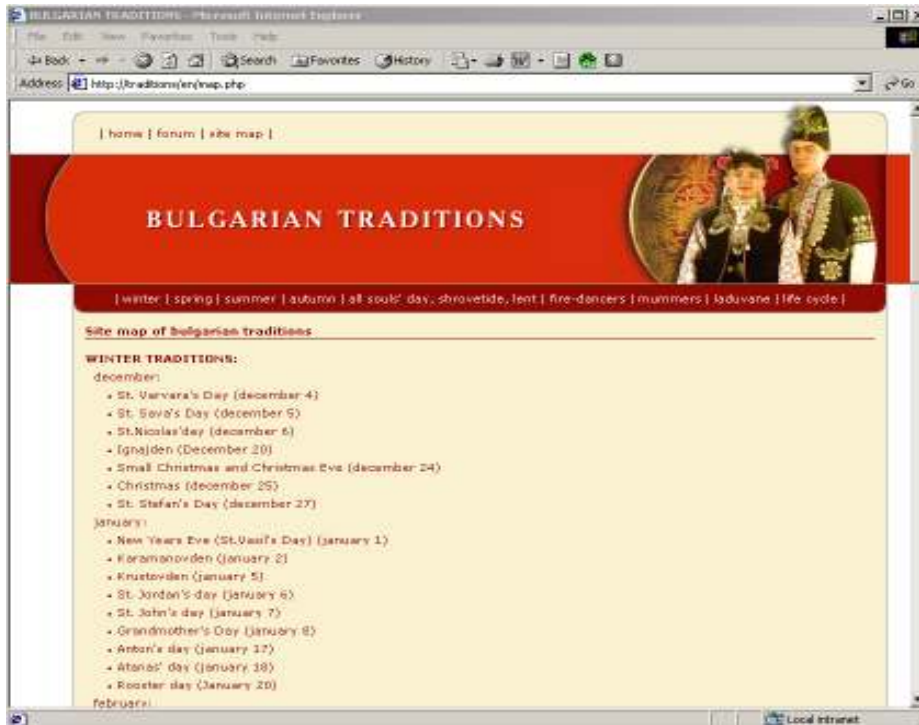 BULGARIAN TRADITIONS - Microsoft Internet Explorer
File Edit View Favorites Tools Help
Back Search Favorites History
Address http://traditions/en/map.php Go
| home | forum | site map |
BULGARIAN TRADITIONS
| winter | spring | summer | autumn | all souls' day, shrovetide, lent | fire-dancers | mummers | laduvane | life cycle |
Site map of bulgarian traditions
WINTER TRADITIONS:
december:
• St. Varvara's Day (december 4)
• St. Sava's Day (december 5)
• St.Nicolas'day (december 6)
• Ignajden (December 20)
• Small Christmas and Christmas Eve (december 24)
• Christmas (december 25)
• St. Stefan's Day (december 27)
january:
• New Years Eve (St.Vasil's Day) (january 1)
• Karamanovden (january 2)
• Krustovden (january 5)
• St. Jordan's day (january 6)
• St. John's day (january 7)
• Grandmother's Day (january 8)
• Anton's day (january 17)
• Atanas' day (january 18)
• Rooster day (January 20)
february:
Local intranet